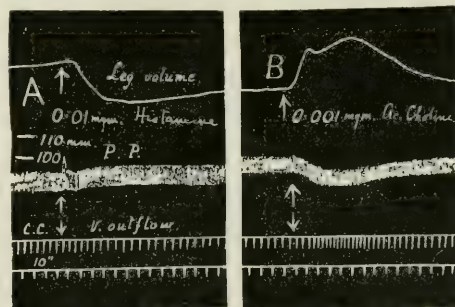 A
Leg volume
0.01 mgm. Histamine
110 mm
100
P.P.
C.C. V. outflow
10"
B
0.001 mgm. Ac. Choline